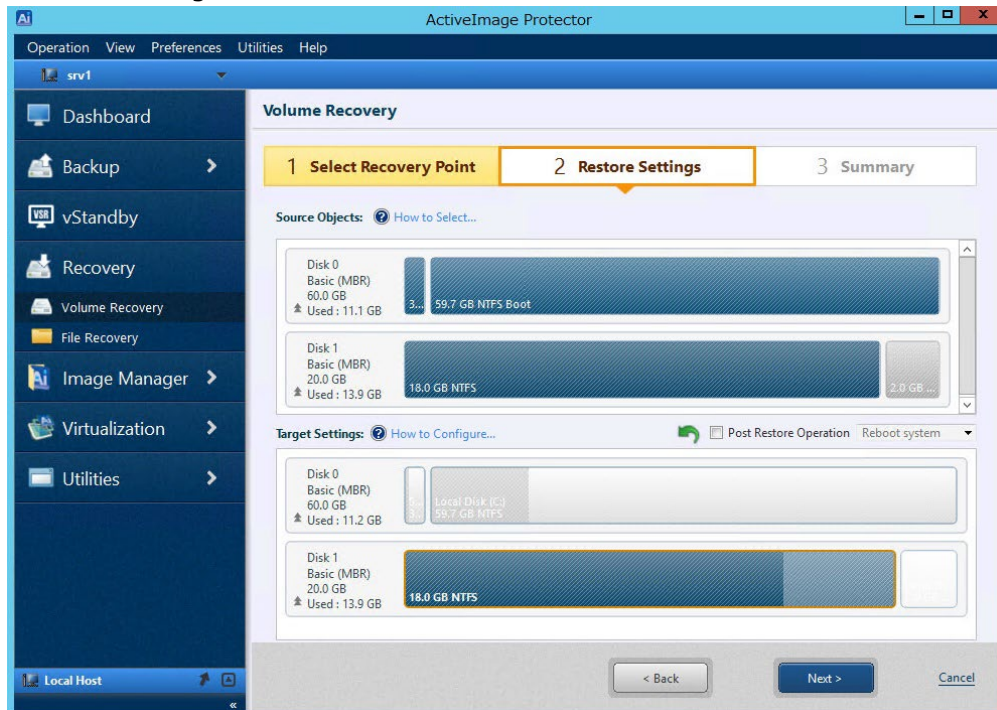 Ai
ActiveImage Protector
Operation View Preferences Utilities Help
srv1
Dashboard
Backup
VSR vStandby
Recovery
Volume Recovery
File Recovery
Ai Image Manager
Virtualization
Utilities
Local Host
«
Volume Recovery
1 Select Recovery Point
2 Restore Settings
3 Summary
Source Objects: ? How to Select...
Disk 0
Basic (MBR)
60.0 GB
Used : 11.1 GB
3... 59.7 GB NTFS Boot
Disk 1
Basic (MBR)
20.0 GB
Used : 13.9 GB
18.0 GB NTFS
2.0 GB ...
Target Settings: ? How to Configure...
Post Restore Operation Reboot system
Disk 0
Basic (MBR)
60.0 GB
Used : 11.2 GB
Local Disk (C:)
59.7 GB NTFS
Disk 1
Basic (MBR)
20.0 GB
Used : 13.9 GB
18.0 GB NTFS
< Back
Next >
Cancel